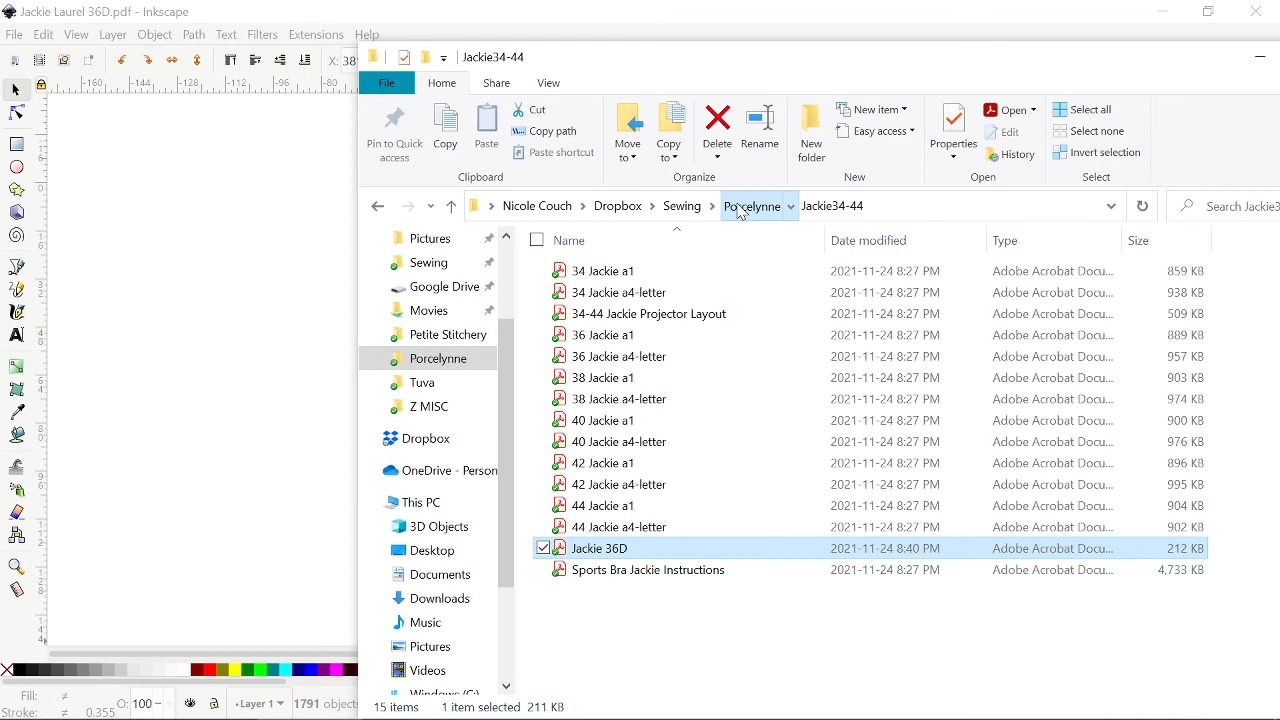 Jackie Laurel 36D.pdf - Inkscape
File Edit View Layer Object Path Text Filters Extensions Help
X: 38
-160 -144 -128 -112 -96 -80
Jackie34-44
File Home Share View
Pin to Quick access
Copy
Paste
Cut
Copy path
Paste shortcut
Clipboard
Move to
Copy to
Delete
Rename
Organize
New folder
New item
Easy access
New
Properties
Open
Edit
History
Open
Select all
Select none
Invert selection
Select
Nicole Couch > Dropbox > Sewing > Porcelynne Jackie34-44
Search Jackie3
Name Date modified Type Size
34 Jackie a1 2021-11-24 8:27 PM Adobe Acrobat Docu... 859 KB
34 Jackie a4-letter 2021-11-24 8:27 PM Adobe Acrobat Docu... 938 KB
34-44 Jackie Projector Layout 2021-11-24 8:27 PM Adobe Acrobat Docu... 509 KB
36 Jackie a1 2021-11-24 8:27 PM Adobe Acrobat Docu... 889 KB
36 Jackie a4-letter 2021-11-24 8:27 PM Adobe Acrobat Docu... 957 KB
38 Jackie a1 2021-11-24 8:27 PM Adobe Acrobat Docu... 903 KB
38 Jackie a4-letter 2021-11-24 8:27 PM Adobe Acrobat Docu... 974 KB
40 Jackie a1 2021-11-24 8:27 PM Adobe Acrobat Docu... 900 KB
40 Jackie a4-letter 2021-11-24 8:27 PM Adobe Acrobat Docu... 976 KB
42 Jackie a1 2021-11-24 8:27 PM Adobe Acrobat Docu... 896 KB
42 Jackie a4-letter 2021-11-24 8:27 PM Adobe Acrobat Docu... 995 KB
44 Jackie a1 2021-11-24 8:27 PM Adobe Acrobat Docu... 904 KB
44 Jackie a4-letter 2021-11-24 8:27 PM Adobe Acrobat Docu... 902 KB
Jackie 36D 2021-11-24 8:40 PM Adobe Acrobat Docu... 212 KB
Sports Bra Jackie Instructions 2021-11-24 8:27 PM Adobe Acrobat Docu... 4,733 KB
Pictures
Sewing
Google Drive
Movies
Petite Stitchery
Porcelynne
Tuva
Z MISC
Dropbox
OneDrive - Person
This PC
3D Objects
Desktop
Documents
Downloads
Music
Pictures
Videos
15 items 1 item selected 211 KB
Fill:
Stroke: 0.355
O: 100
Layer 1
1791 objects